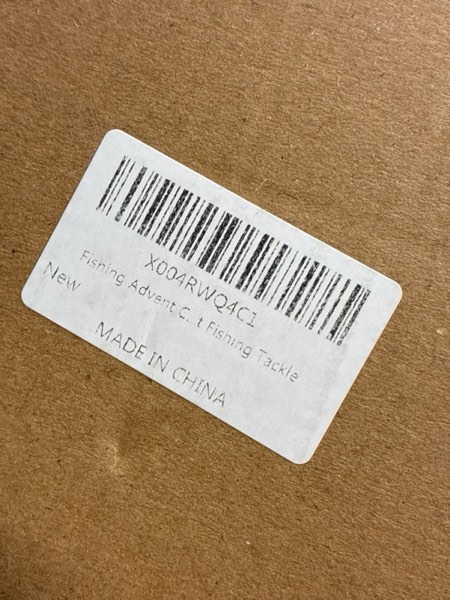 X004RWQ4C1
Fishing Advent C... t Fishing Tackle
New
MADE IN CHINA